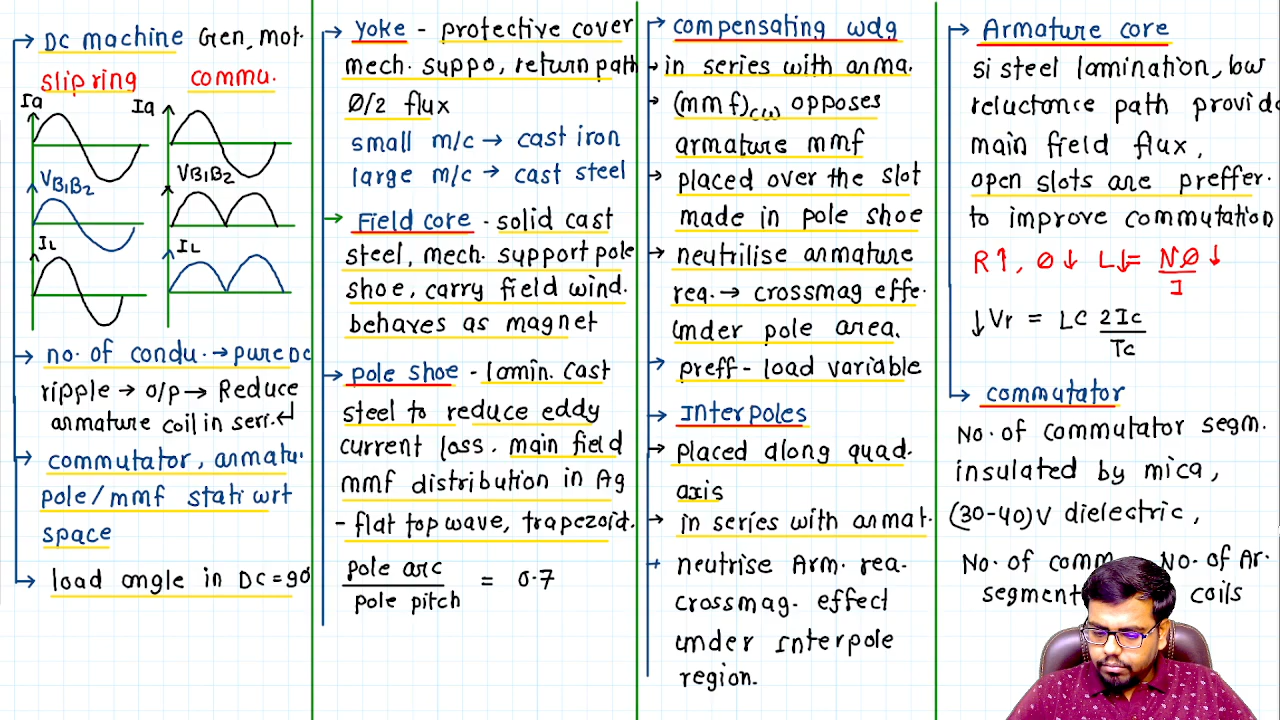 DC machine Gen, mot.
slip ring commu.
Ia Ia
VB1B2 VB1B2
IL IL
no. of condu. → pure DC
ripple → o/p → Reduce
armature coil in seri.
commutator, armatu.
pole/mmf stati wrt
space
load angle in DC = 90
Yoke - protective cover
mech. suppo, return path
Ø/2 flux
small m/c → cast iron
large m/c → cast steel
Field core - solid cast
steel, mech. support pole
shoe, carry field wind.
behaves as magnet
pole shoe - lamin. cast
steel to reduce eddy
current loss. main field
mmf distribution in Ag
- flat top wave, trapezoid.
pole arc
= 0.7
pole pitch
compensating wdg
in series with arma.
(mmf)cw opposes
armature mmf
placed over the slot
made in pole shoe
neutrilise armature
rea. → crossmag effe.
under pole area.
preff - load variable
Interpoles
placed along quad.
axis
in series with armat.
neutrise Arm. rea.
crossmag. effect
under Interpole
region.
Armature core
si steel lamination, low
reluctance path provide
main field flux,
open slots are preffer.
to improve commutation
R↑, Ø↓ L↓= NØ↓
I
↓Vr = LC 2Ic
Tc
commutator
No. of commutator segm.
insulated by mica,
(30-40)V dielectric,
No. of comm No. of Ar.
segment coils